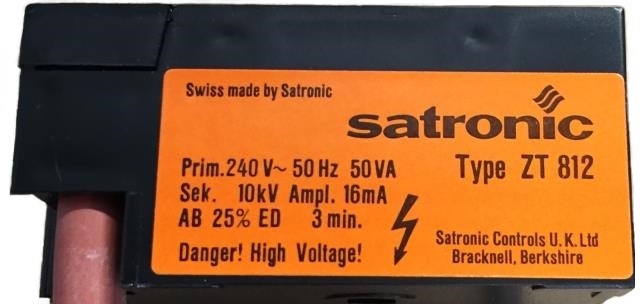 Swiss made by Satronic
satronic
Prim. 240 V~ 50 Hz 50 VA
Type ZT 812
Sek. 10kV Ampl. 16mA
AB 25% ED 3 min.
Danger! High Voltage!
Satronic Controls U.K. Ltd
Bracknell, Berkshire